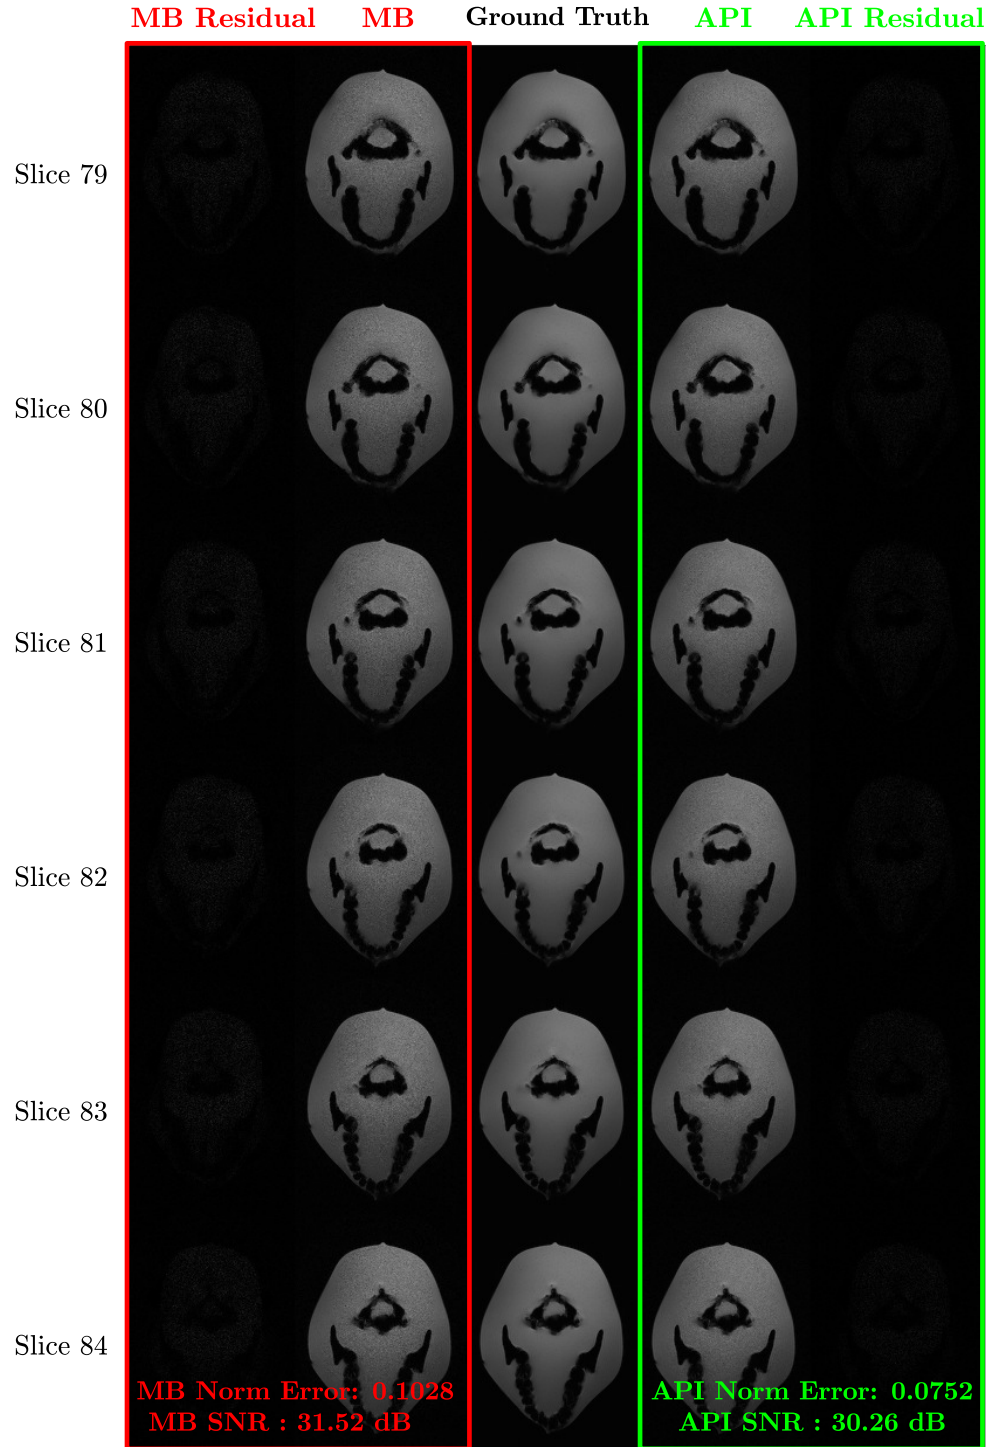 MB Residual MB Ground Truth API API Residual
Slice 79
Slice 80
Slice 81
Slice 82
Slice 83
Slice 84
MB Norm Error: 0.1028
MB SNR : 31.52 dB
API Norm Error: 0.0752
API SNR : 30.26 dB